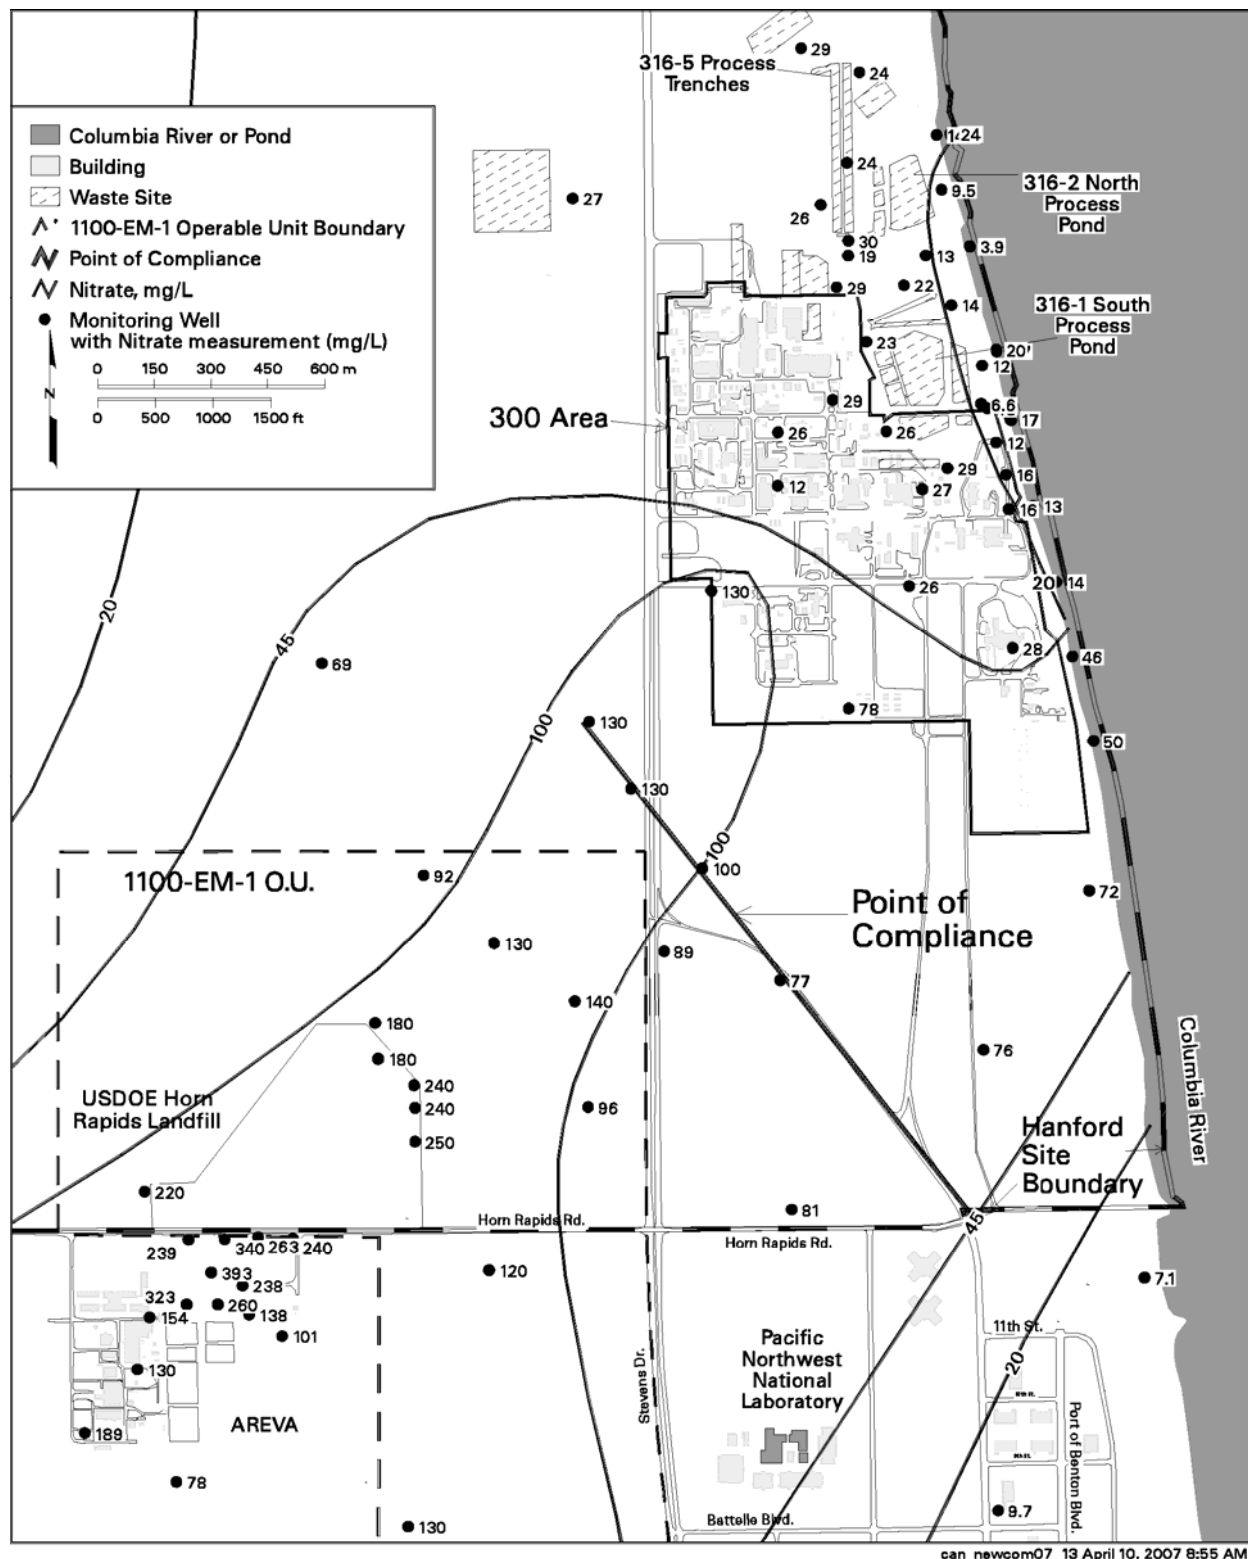 29
316-5 Process
Trenches
24
Columbia River or Pond
Building
Waste Site
1100-EM-1 Operable Unit Boundary
Point of Compliance
Nitrate, mg/L
Monitoring Well
with Nitrate measurement (mg/L)
0 150 300 450 600 m
N
0 500 1000 1500 ft
24
24
27
26
9.5
316-2 North
Process
Pond
30
19
13
3.9
29
22
14
316-1 South
Process
Pond
23
20
12
29
6.6
300 Area
26
26
17
12
29
16
12
27
16
13
20
45
130
26
20
14
69
28
46
100
130
78
50
130
100
100
1100-EM-1 O.U.
92
72
Point of
Compliance
130
89
77
140
180
76
180
240
USDOE Horn
Rapids Landfill
240
96
250
Columbia River
Hanford
Site
Boundary
220
81
Horn Rapids Rd.
45
Horn Rapids Rd.
239
340
263
240
393
238
120
7.1
323
260
154
138
101
11th St.
Pacific
Northwest
National
Laboratory
20
130
Stevens Dr.
AREVA
189
Port of Benton Blvd.
78
9.7
130
Battelle Blvd.
can_newcom07_13 April 10, 2007 8:55 AM